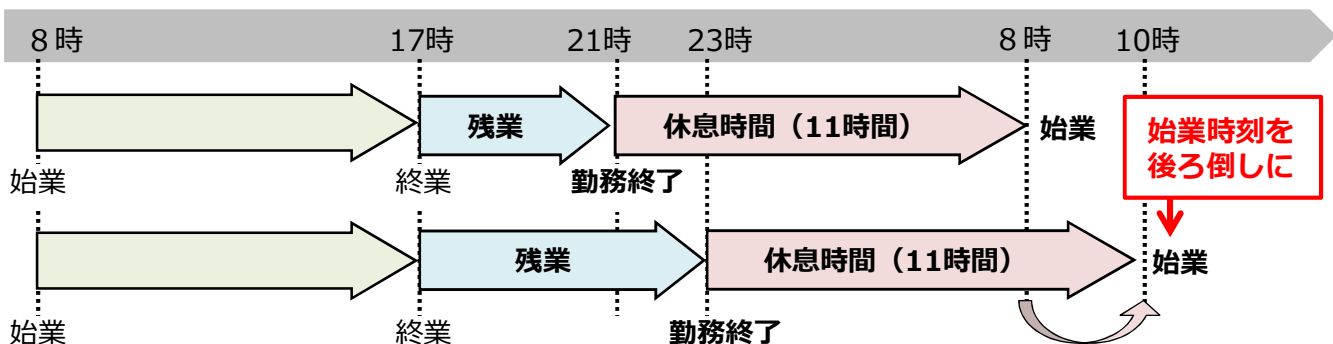 8時 17時 21時 23時 8時 10時
残業 休息時間（11時間） 始業
始業時刻を
後ろ倒しに
始業 終業 勤務終了
残業 休息時間（11時間） 始業
始業 終業 勤務終了